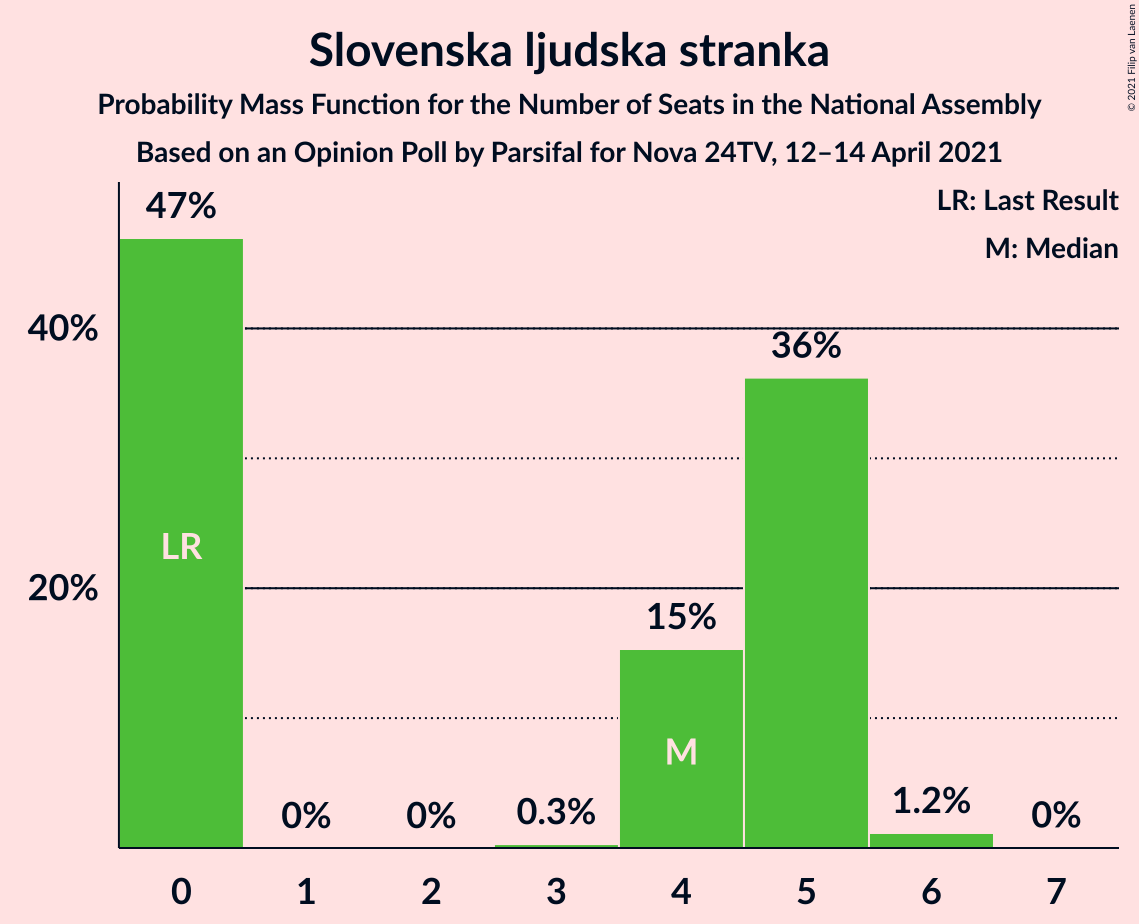 Slovenska ljudska stranka
Probability Mass Function for the Number of Seats in the National Assembly
Based on an Opinion Poll by Parsifal for Nova 24TV, 12–14 April 2021
© 2021 Filip van Laenen
LR: Last Result
M: Median
47%
40%
36%
LR
20%
15%
M
0%
0%
0.3%
1.2%
0%
0 1 2 3 4 5 6 7